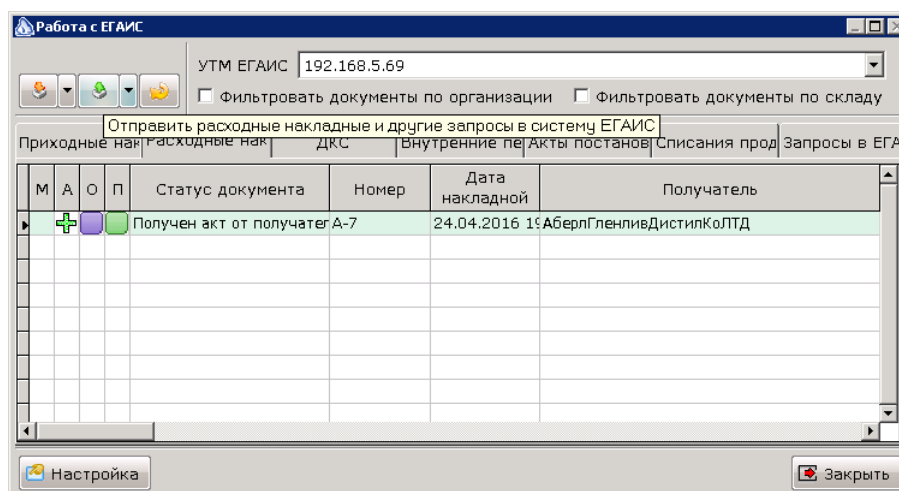 Работа с ЕГАИС
УТМ ЕГАИС 192.168.5.69
Фильтровать документы по организации Фильтровать документы по складу
Отправить расходные накладные и другие запросы в систему ЕГАИС
Приходные нак Расходные нак ДКС Внутренние пе Акты постанов Списания прод Запросы в ЕГА
М А О П Статус документа Номер Дата накладной Получатель
Получен акт от получател А-7 24.04.2016 19 АберлГленливДистилКоЛТД
Настройка Закрыть